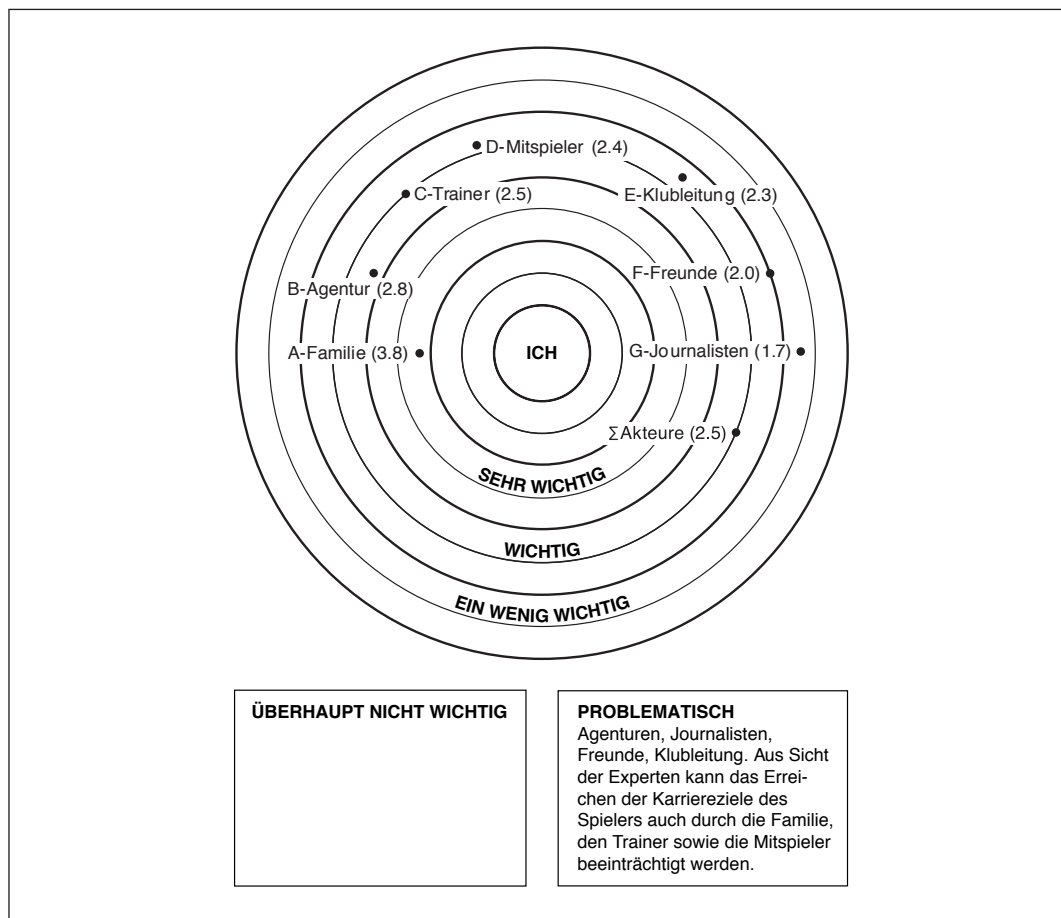 D-Mitspieler (2.4)
C-Trainer (2.5)
E-Klubleitung (2.3)
F-Freunde (2.0)
B-Agentur (2.8)
A-Familie (3.8)
ICH
G-Journalisten (1.7)
ΣAkteure (2.5)
SEHR WICHTIG
WICHTIG
EIN WENIG WICHTIG
ÜBERHAUPT NICHT WICHTIG
PROBLEMATISCH
Agenturen, Journalisten,
Freunde, Klubleitung. Aus Sicht
der Experten kann das Errei-
chen der Karriereziele des
Spielers auch durch die Familie,
den Trainer sowie die Mitspieler
beeinträchtigt werden.